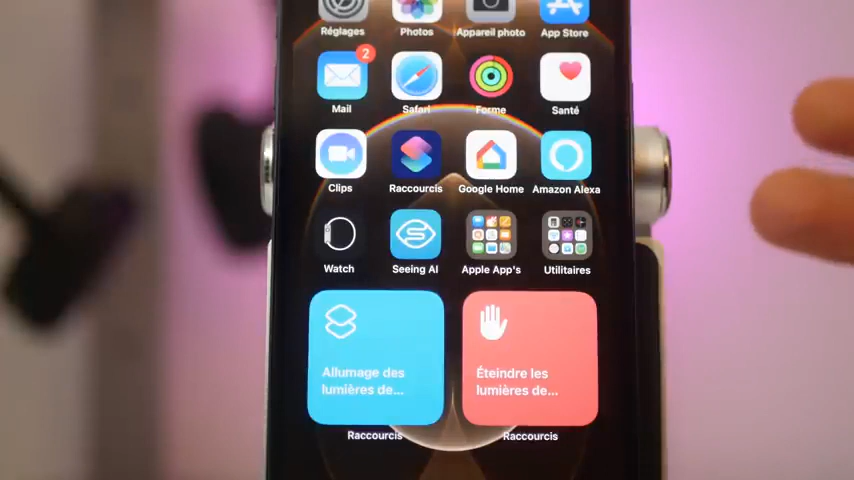 Réglages
Photos
Appareil photo
App Store
2
Mail
Safari
Forme
Santé
Clips
Raccourcis
Google Home
Amazon Alexa
Watch
Seeing AI
Apple App's
Utilitaires
Allumage des
lumières de...
Éteindre les
lumières de...
Raccourcis
Raccourcis